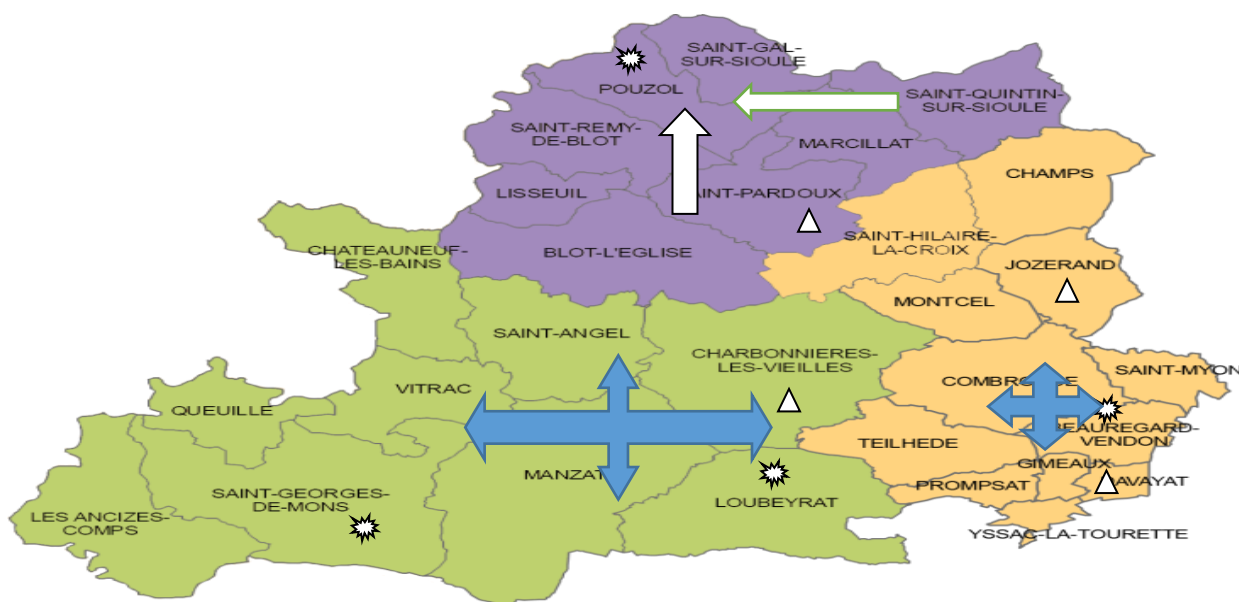 SAINT-GAL-
SUR-SIOULE
POUZOL
SAINT-QUINTIN-
SUR-SIOULE
SAINT-REMY-
DE-BLOT
MARCILLAT
CHAMPS
LISSEUIL
AINT-PARDOUX
SAINT-HILAIRE-
LA-CROIX
CHATEAUNEUF-
LES-BAINS
BLOT-L'EGLISE
JOZERAND
MONTCEL
SAINT-ANGEL
CHARBONNIERES-
LES-VIEILLES
SAINT-MYON
VITRAC
QUEUILLE
EAUREGARD-
VENDON
TEILHEDE
GIMEAUX
MANZAT
PROMPSAT
AVAYAT
SAINT-GEORGES-
DE-MONS
LOUBEYRAT
LES ANCIZES-
COMPS
YSSAC-LA-TOURETTE